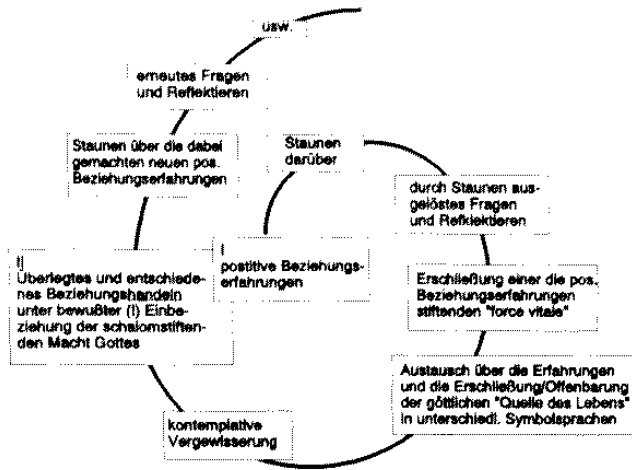 usw.
erneutes Fragen
und Reflektieren
Staunen über die dabei
gemachten neuen pos.
Beziehungserfahrungen
Staunen
darüber
durch Staunen aus-
gelöstes Fragen
und Refklektieren
I
postitive Beziehungs-
erfahrungen
I]
Überlegtes und entschiede-
nes Beziehungshandeln
unter bewußter (!) Einbe-
ziehung der schalomstiften-
den Macht Gottes
Erschließung einer die pos.
Beziehungserfahrungen
stiftenden "force vitale"
Austausch über die Erfahrungen
und die Erschließung/Offenbarung
der göttlichen "Quelle des Lebens"
in unterschiedl. Symbolsprachen
kontemplative
Vergewisserung